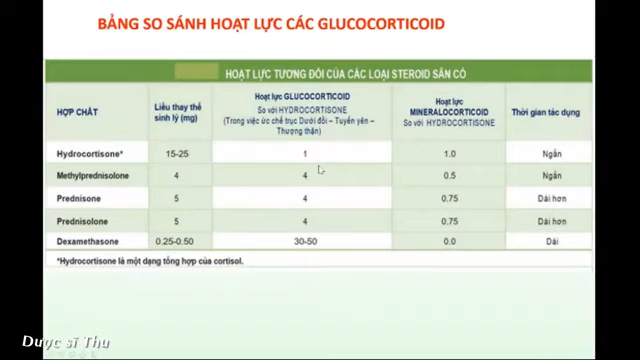 BẢNG SO SÁNH HOẠT LỰC CÁC GLUCOCORTICOID
HOẠT LỰC TƯƠNG ĐỐI CỦA CÁC LOẠI STEROID SẴN CÓ
HỢP CHẤT
Liều thay thế
sinh lý (mg)
Hoạt lực GLUCOCORTICOID
So với HYDROCORTISONE
(Trong việc ức chế trục Dưới đồi – Tuyến yên –
Thượng thận)
Hoạt lực
MINERALOCORTICOID
So với HYDROCORTISONE
Thời gian tác dụng
Hydrocortisone* 15-25 1 1.0 Ngắn
Methylprednisolone 4 4 0.5 Ngắn
Prednisone 5 4 0.75 Dài hơn
Prednisolone 5 4 0.75 Dài hơn
Dexamethasone 0.25-0.50 30-50 0.0 Dài
*Hydrocortisone là một dạng tổng hợp của cortisol.
Dược sĩ Thu